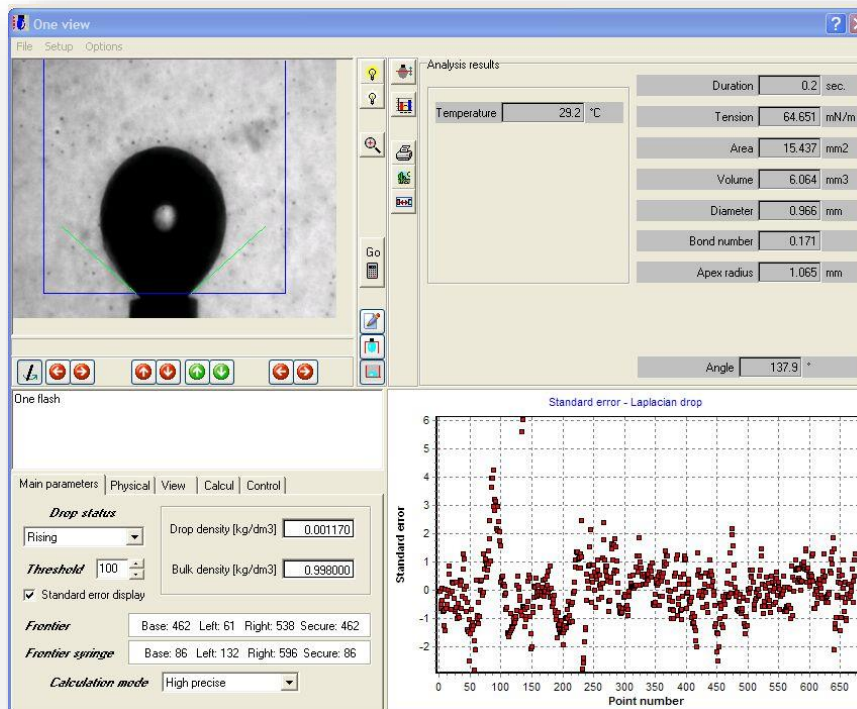 One view
File Setup Options
Go
Analysis results
Temperature 29.2 °C
Duration 0.2 sec.
Tension 64.651 mN/m
Area 15.437 mm2
Volume 6.064 mm3
Diameter 0.966 mm
Bond number 0.171
Apex radius 1.065 mm
Angle 137.9 °
One flash
Main parameters Physical View Calcul Control
Drop status
Rising
Drop density [kg/dm3] 0.001170
Threshold 100
Bulk density [kg/dm3] 0.998000
Standard error display
Frontier Base: 462 Left: 61 Right: 538 Secure: 462
Frontier syringe Base: 86 Left: 132 Right: 596 Secure: 86
Calculation mode High precise
Standard error - Laplacian drop
Standard error
6
5
4
3
2
1
0
-1
-2
0 50 100 150 200 250 300 350 400 450 500 550 600 650
Point number